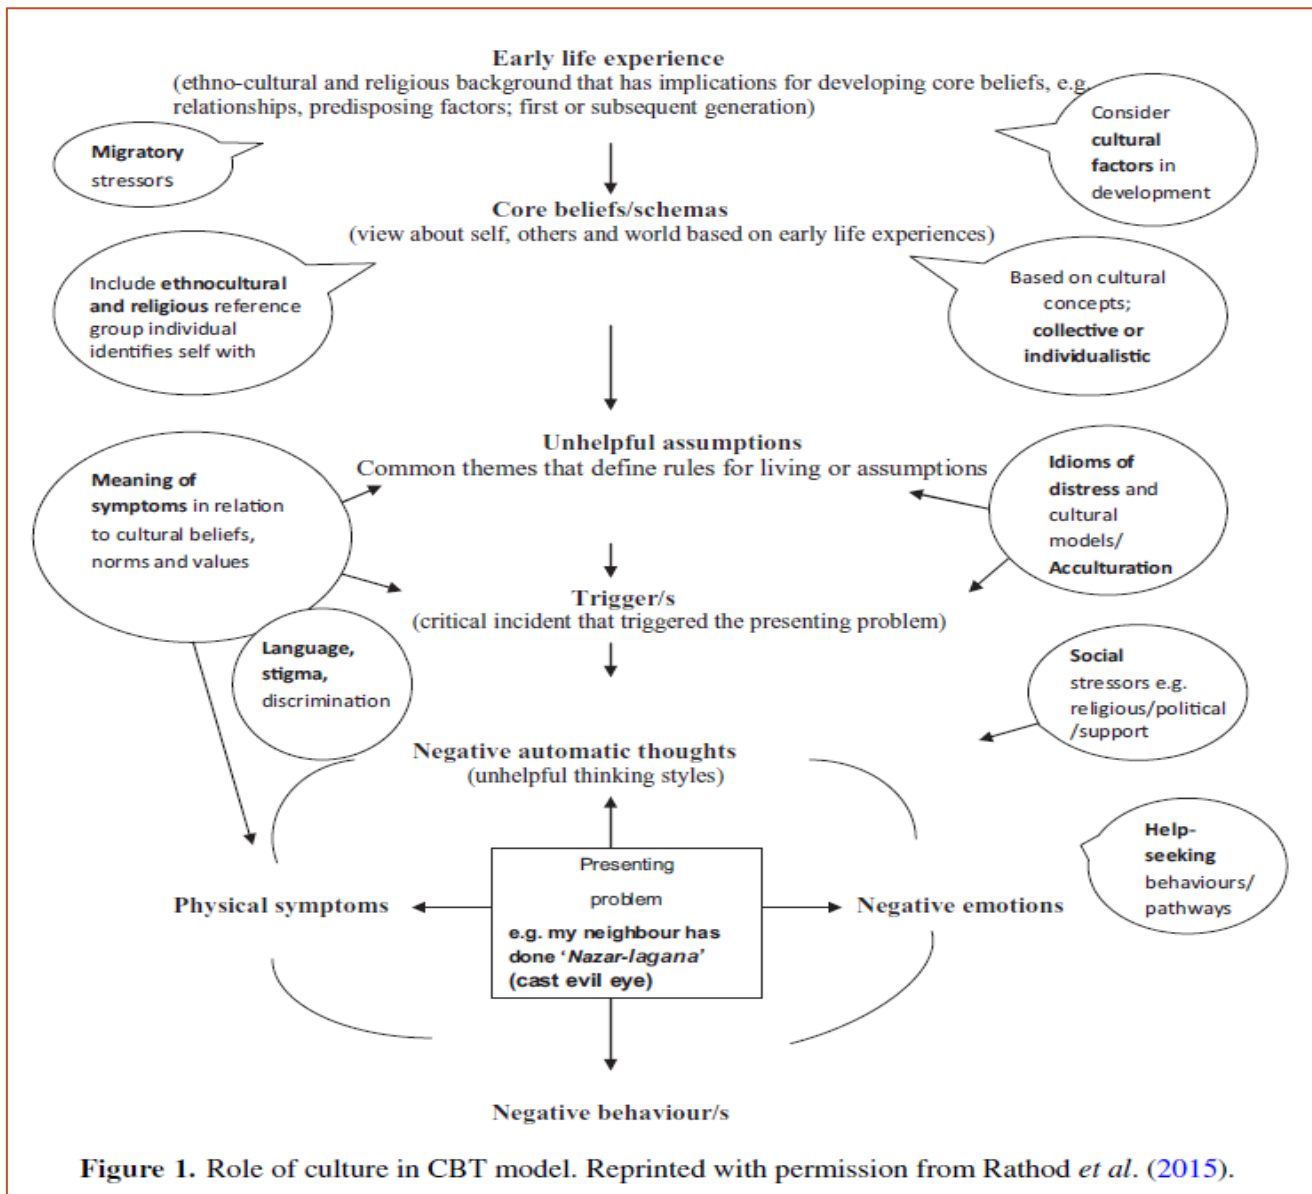 Early life experience
(ethno-cultural and religious background that has implications for developing core beliefs, e.g.
relationships, predisposing factors; first or subsequent generation)
Migratory
stressors
Consider
cultural
factors in
development
Core beliefs/schemas
(view about self, others and world based on early life experiences)
Include ethnocultural
and religious reference
group individual
identifies self with
Based on cultural
concepts;
collective or
individualistic
Unhelpful assumptions
Common themes that define rules for living or assumptions
Meaning of
symptoms in relation
to cultural beliefs,
norms and values
Idioms of
distress and
cultural
models/
Acculturation
Trigger/s
(critical incident that triggered the presenting problem)
Language,
stigma,
discrimination
Social
stressors e.g.
religious/political
/support
Negative automatic thoughts
(unhelpful thinking styles)
Help-
seeking
behaviours/
pathways
Presenting
problem
e.g. my neighbour has
done ‘Nazar-lagana’
(cast evil eye)
Physical symptoms
Negative emotions
Negative behaviour/s
Figure 1. Role of culture in CBT model. Reprinted with permission from Rathod et al. (2015).